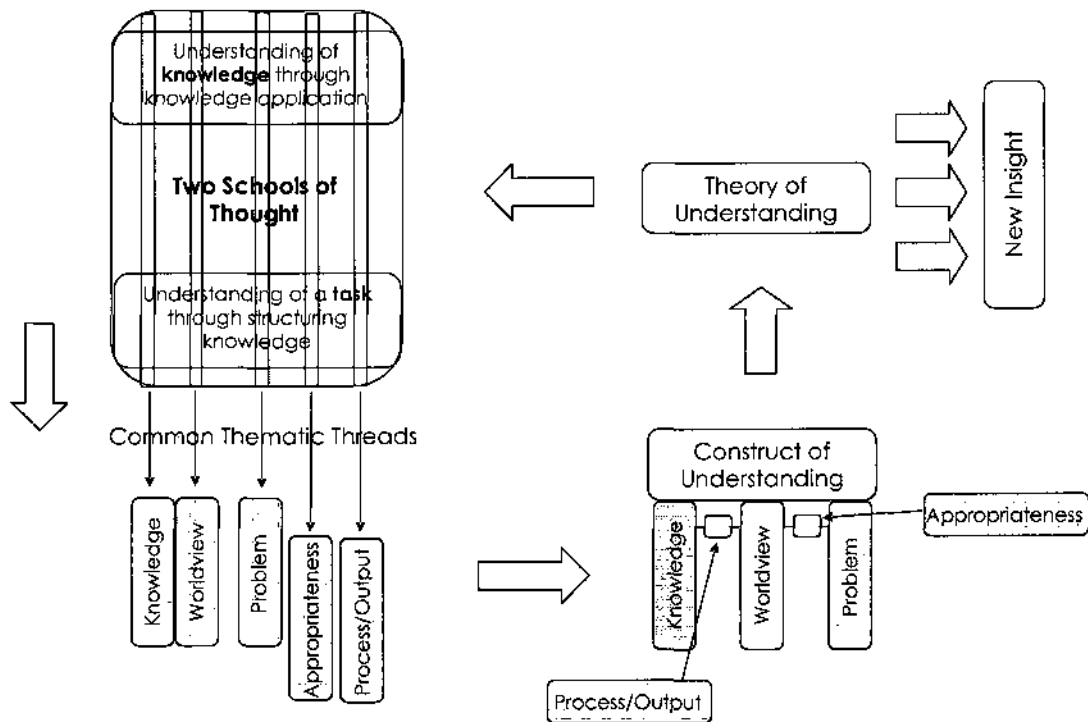 Understanding of
knowledge through
knowledge application
Two Schools of
Thought
Understanding of a task
through structuring
knowledge
Common Thematic Threads
Knowledge
Worldview
Problem
Appropriateness
Process/Output
Theory of
Understanding
New Insight
Construct of
Understanding
Knowledge
Worldview
Problem
Appropriateness
Process/Output